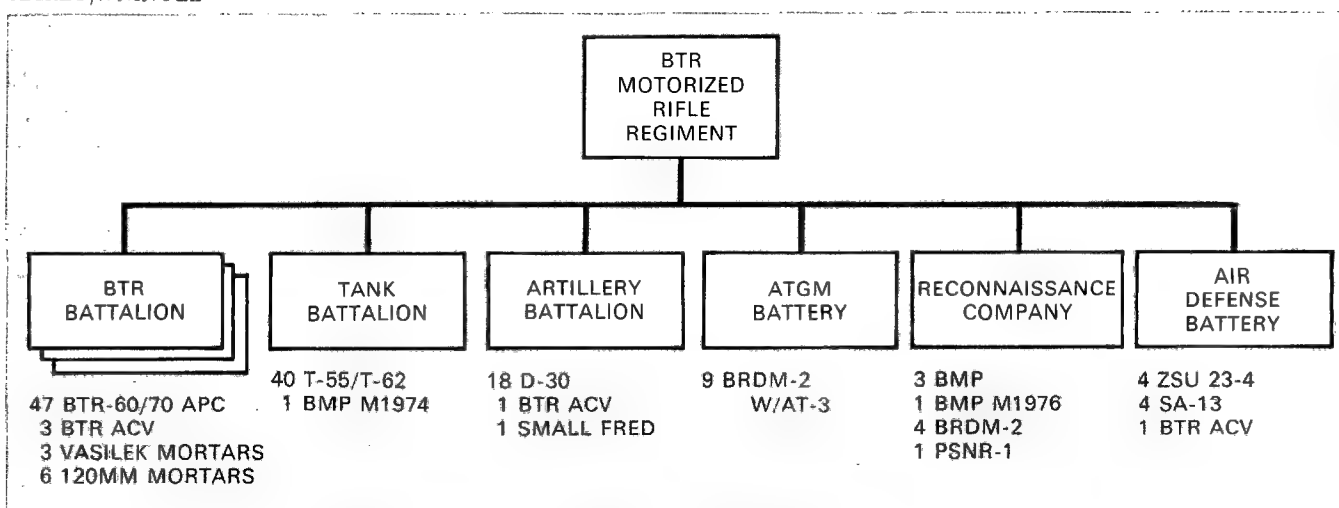 BTR
MOTORIZED
RIFLE
REGIMENT
BTR
BATTALION
47 BTR-60/70 APC
3 BTR ACV
3 VASILEK MORTARS
6 120MM MORTARS
TANK
BATTALION
40 T-55/T-62
1 BMP M1974
ARTILLERY
BATTALION
18 D-30
1 BTR ACV
1 SMALL FRED
ATGM
BATTERY
9 BRDM-2
W/AT-3
RECONNAISSANCE
COMPANY
3 BMP
1 BMP M1976
4 BRDM-2
1 PSNR-1
AIR
DEFENSE
BATTERY
4 ZSU 23-4
4 SA-13
1 BTR ACV